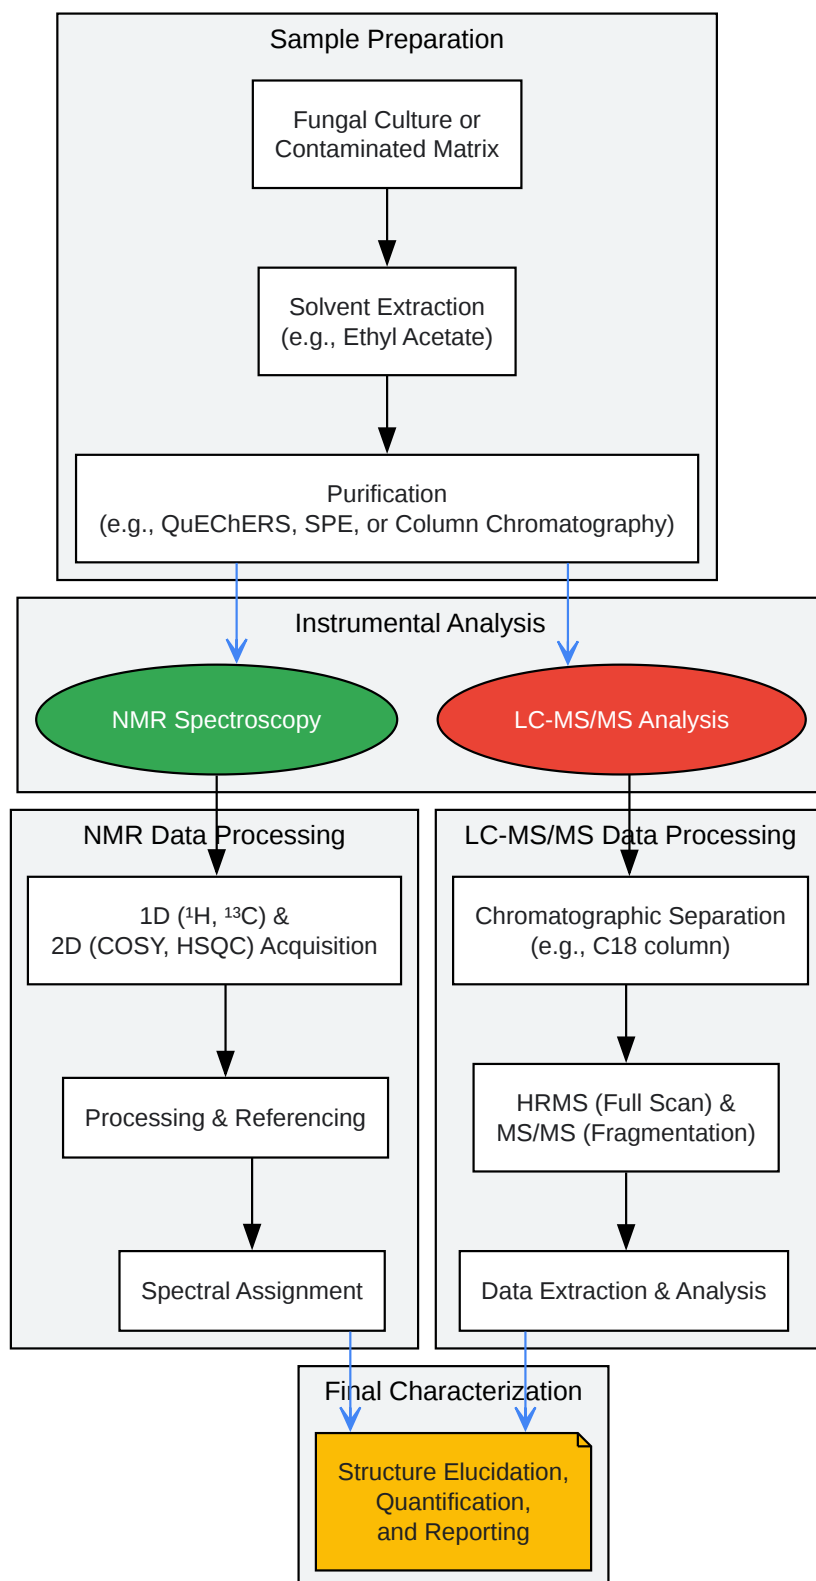 Sample Preparation
Fungal Culture or
Contaminated Matrix
Solvent Extraction
(e.g., Ethyl Acetate)
Purification
(e.g., QuEChERS, SPE, or Column Chromatography)
Instrumental Analysis
NMR Spectroscopy
LC-MS/MS Analysis
NMR Data Processing
1D (¹H, ¹³C) &
2D (COSY, HSQC) Acquisition
Processing & Referencing
Spectral Assignment
LC-MS/MS Data Processing
Chromatographic Separation
(e.g., C18 column)
HRMS (Full Scan) &
MS/MS (Fragmentation)
Data Extraction & Analysis
Final Characterization
Structure Elucidation,
Quantification,
and Reporting